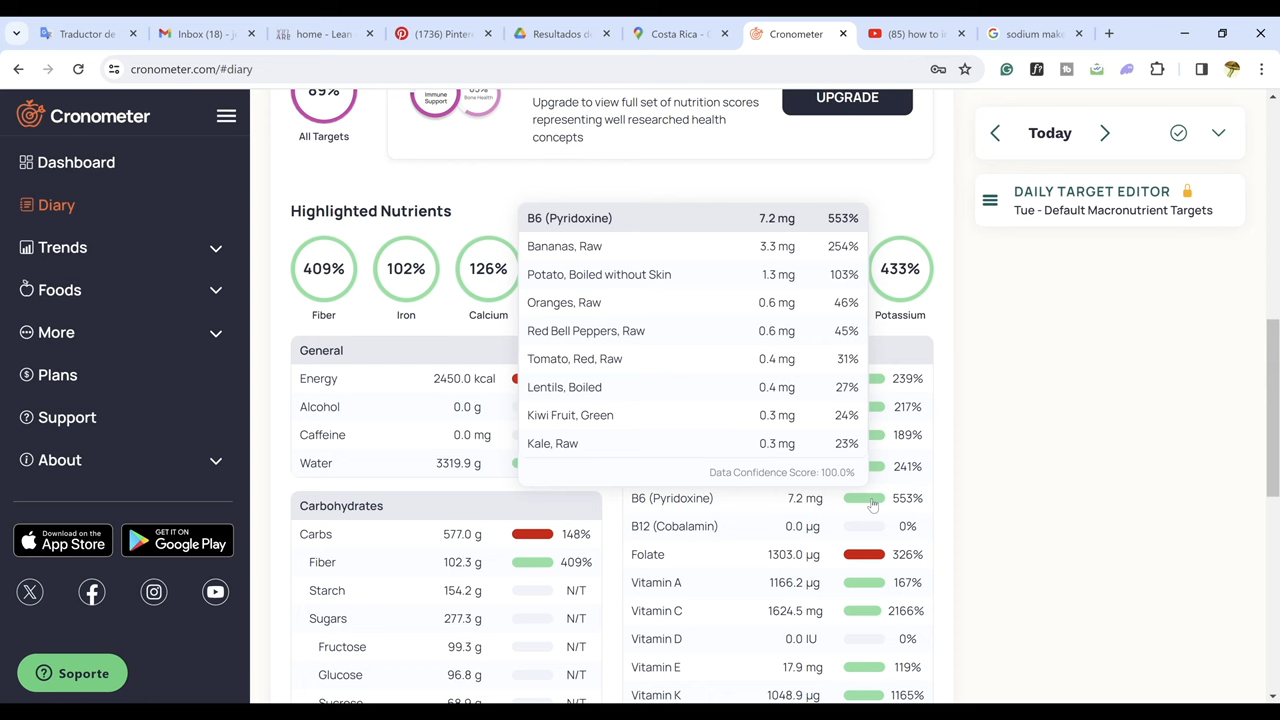 Traductor de
Inbox (18) - j
home - Lean
(1736) Pinter
Resultados de
Costa Rica - G
Cronometer
(85) how to in
sodium make
cronometer.com/#diary
Cronometer
Dashboard
Diary
Trends
Foods
More
Plans
Support
About
Download on the
App Store
GET IT ON
Google Play
Soporte
89%
All Targets
Immune
Support
Bone Health
Upgrade to view full set of nutrition scores
representing well researched health
concepts
UPGRADE
Highlighted Nutrients
409%
102%
126%
433%
Fiber
Iron
Calcium
Potassium
General
Energy 2450.0 kcal
Alcohol 0.0 g
Caffeine 0.0 mg
Water 3319.9 g
Carbohydrates
Carbs 577.0 g 148%
Fiber 102.3 g 409%
Starch 154.2 g N/T
Sugars 277.3 g N/T
Fructose 99.3 g N/T
Glucose 96.8 g N/T
Sucrose 68.9 g N/T
B6 (Pyridoxine) 7.2 mg 553%
Bananas, Raw 3.3 mg 254%
Potato, Boiled without Skin 1.3 mg 103%
Oranges, Raw 0.6 mg 46%
Red Bell Peppers, Raw 0.6 mg 45%
Tomato, Red, Raw 0.4 mg 31%
Lentils, Boiled 0.4 mg 27%
Kiwi Fruit, Green 0.3 mg 24%
Kale, Raw 0.3 mg 23%
Data Confidence Score: 100.0%
239%
217%
189%
241%
B6 (Pyridoxine) 7.2 mg 553%
B12 (Cobalamin) 0.0 µg 0%
Folate 1303.0 µg 326%
Vitamin A 1166.2 µg 167%
Vitamin C 1624.5 mg 2166%
Vitamin D 0.0 IU 0%
Vitamin E 17.9 mg 119%
Vitamin K 1048.9 µg 1165%
Today
DAILY TARGET EDITOR
Tue - Default Macronutrient Targets